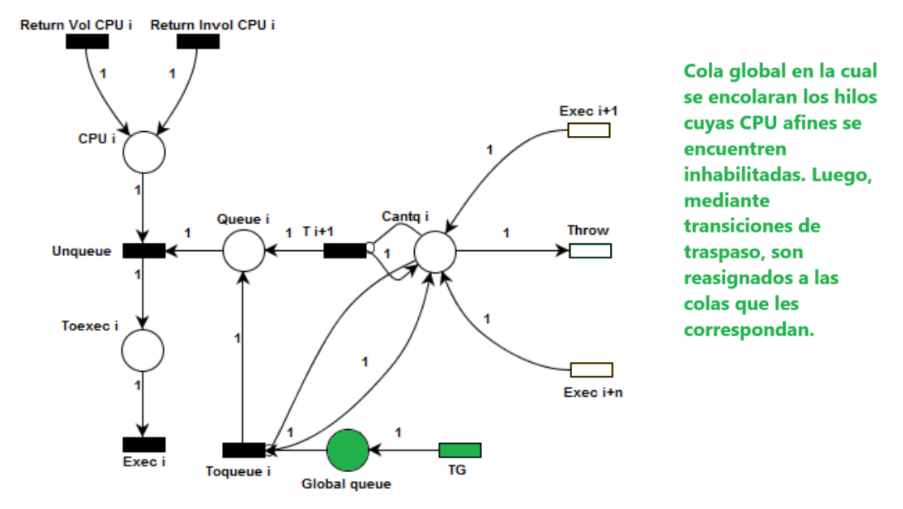 Return Vol CPU i
Return Invol CPU i
1
1
CPU i
1
Unqueue
1
Toexec i
1
Exec i
Queue i
1
1
T i+1
Cantq i
1
Exec i+1
1
1
Throw
1
Exec i+n
1
1
1
1
Toqueue i
Global queue
TG
Cola global en la cual
se encolaran los hilos
cuyas CPU afines se
encuentren
inhabilitadas. Luego,
mediante
transiciones de
traspaso, son
reasignados a las
colas que les
correspondan.